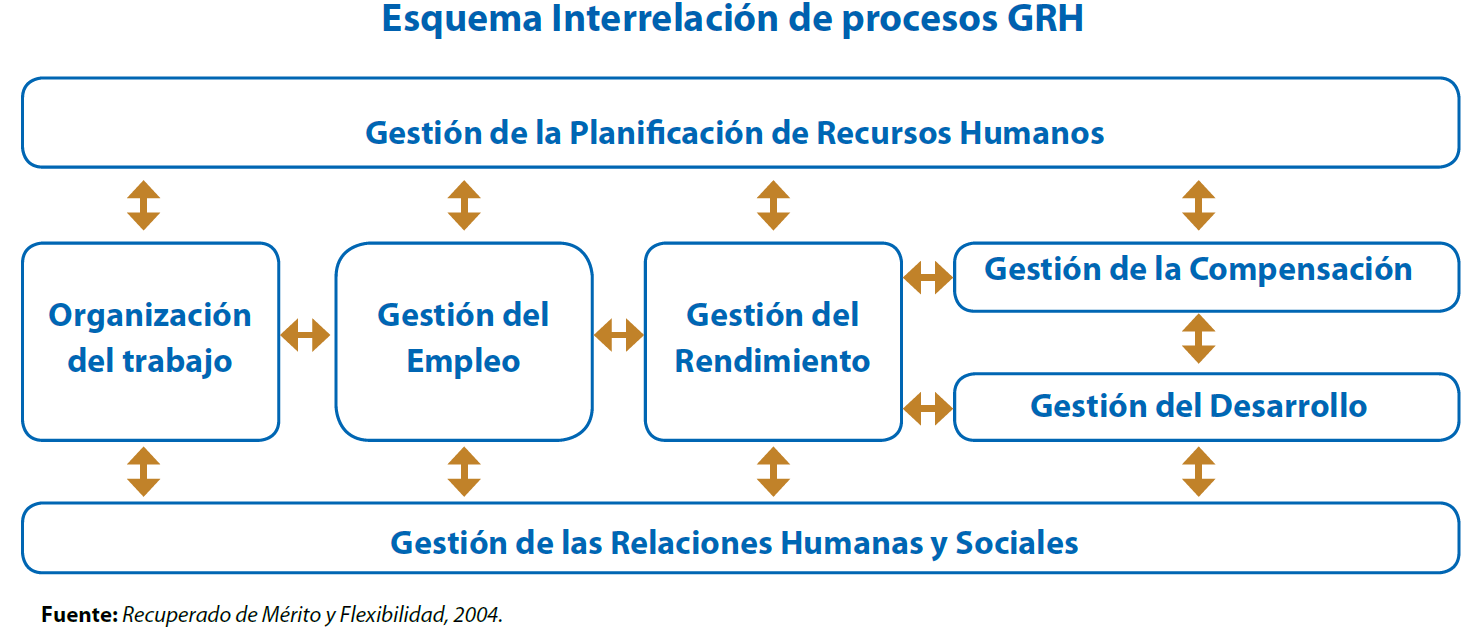 Esquema Interrelación de procesos GRH
Gestión de la Planificación de Recursos Humanos
Organización
del trabajo
Gestión del
Empleo
Gestión del
Rendimiento
Gestión de la Compensación
Gestión del Desarrollo
Gestión de las Relaciones Humanas y Sociales
Fuente: Recuperado de Mérito y Flexibilidad, 2004.